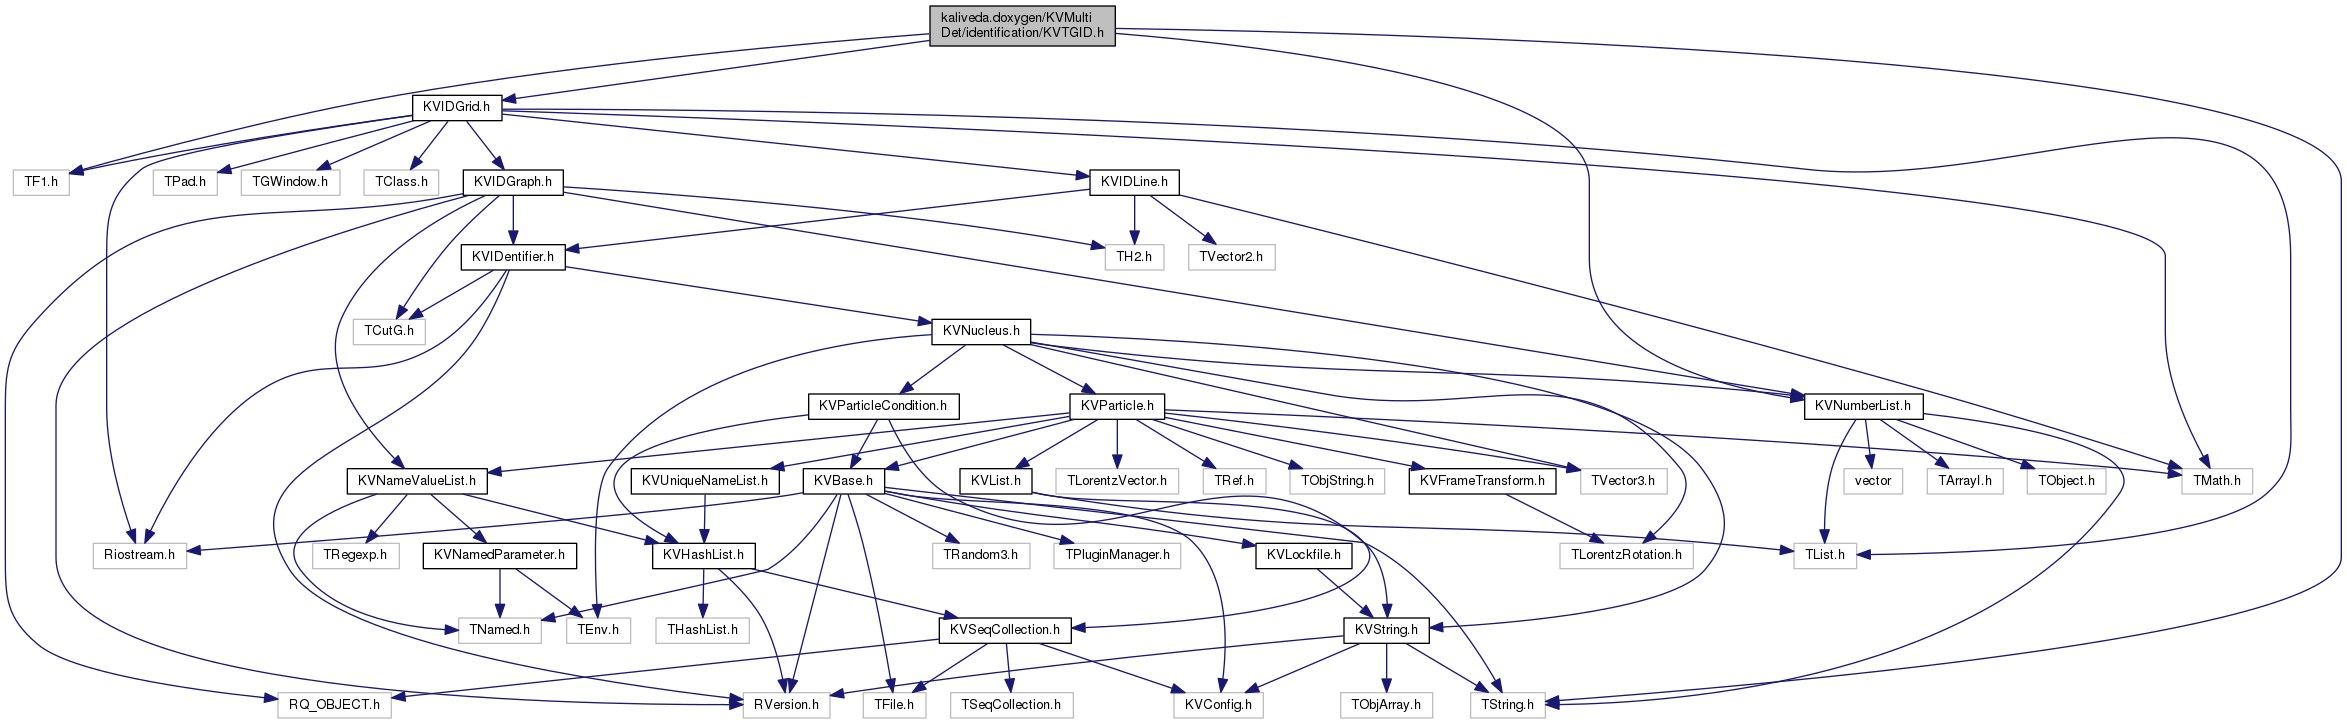 kaliveda.doxygen/KVMulti
Det/identification/KVTGID.h
KVIDGrid.h
TF1.h
TPad.h
TGWindow.h
TClass.h
KVIDGraph.h
KVIDLine.h
KVIDentifier.h
TH2.h
TVector2.h
TCutG.h
KVNucleus.h
KVParticleCondition.h
KVParticle.h
KVNumberList.h
KVNameValueList.h
KVUniqueNameList.h
KVBase.h
KVList.h
TLorentzVector.h
TRef.h
TObjString.h
KVFrameTransform.h
TVector3.h
vector
TArrayI.h
TObject.h
TMath.h
Riostream.h
TRegexp.h
KVNamedParameter.h
KVHashList.h
TRandom3.h
TPluginManager.h
KVLockfile.h
TLorentzRotation.h
TList.h
TNamed.h
TEnv.h
THashList.h
KVSeqCollection.h
KVString.h
RQ_OBJECT.h
RVersion.h
TFile.h
TSeqCollection.h
KVConfig.h
TObjArray.h
TString.h